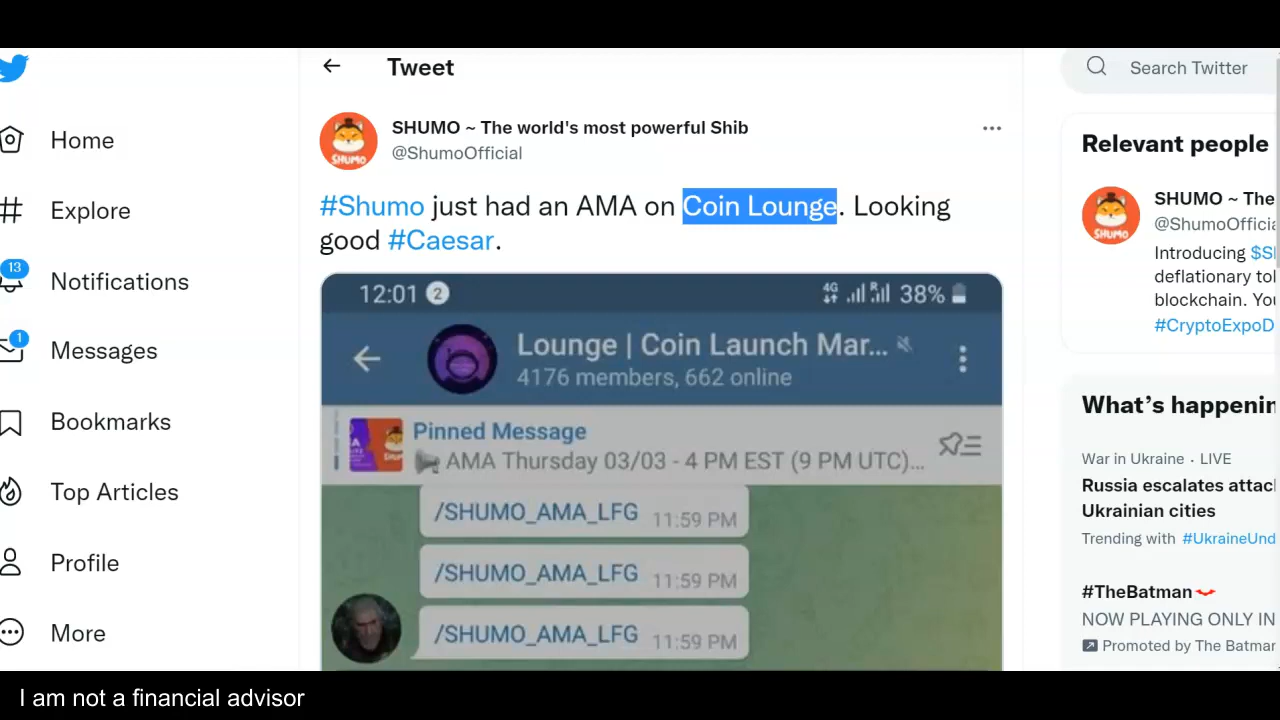 Tweet
Search Twitter
Home
Explore
13
Notifications
1
Messages
Bookmarks
Top Articles
Profile
More
SHUMO ~ The world's most powerful Shib
@ShumoOfficial
SHUMO
#Shumo just had an AMA on Coin Lounge. Looking
good #Caesar.
12:01 2
4G R 38%
Lounge | Coin Launch Mar...
4176 members, 662 online
Pinned Message
AMA Thursday 03/03 - 4 PM EST (9 PM UTC)...
/SHUMO_AMA_LFG 11:59 PM
/SHUMO_AMA_LFG 11:59 PM
/SHUMO_AMA_LFG 11:59 PM
Relevant people
SHUMO
SHUMO ~ The
@ShumoOfficia
Introducing $S
deflationary to
blockchain. Yo
#CryptoExpoD
What's happenin
War in Ukraine · LIVE
Russia escalates attac
Ukrainian cities
Trending with #UkraineUnd
#TheBatman
NOW PLAYING ONLY IN
Promoted by The Batman
I am not a financial advisor